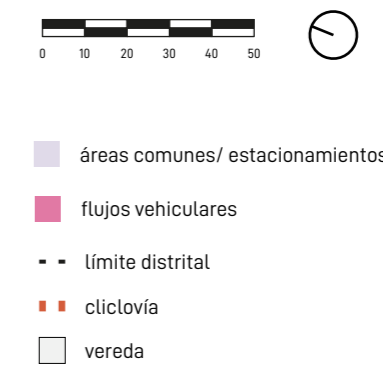 0 10 20 30 40 50
áreas comunes/ estacionamientos
flujos vehiculares
límite distrital
cliclovía
vereda